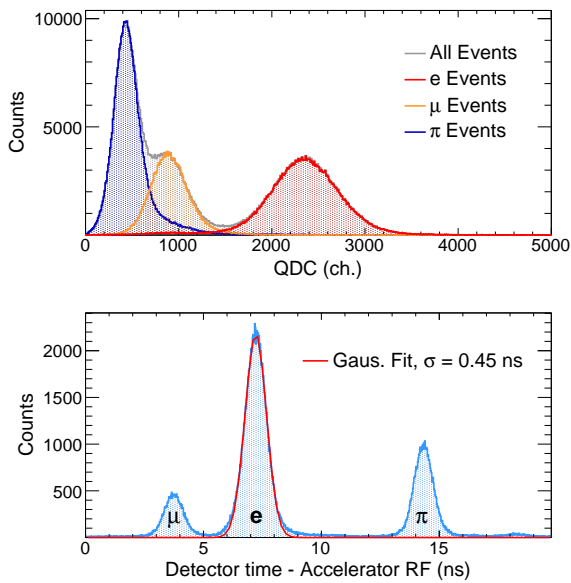 10000
5000
Counts
All Events
e Events
μ Events
π Events
0 1000 2000 3000 4000 5000
QDC (ch.)
2000
1500
1000
500
Counts
Gaus. Fit, σ = 0.45 ns
μ e π
0 5 10 15
Detector time - Accelerator RF (ns)